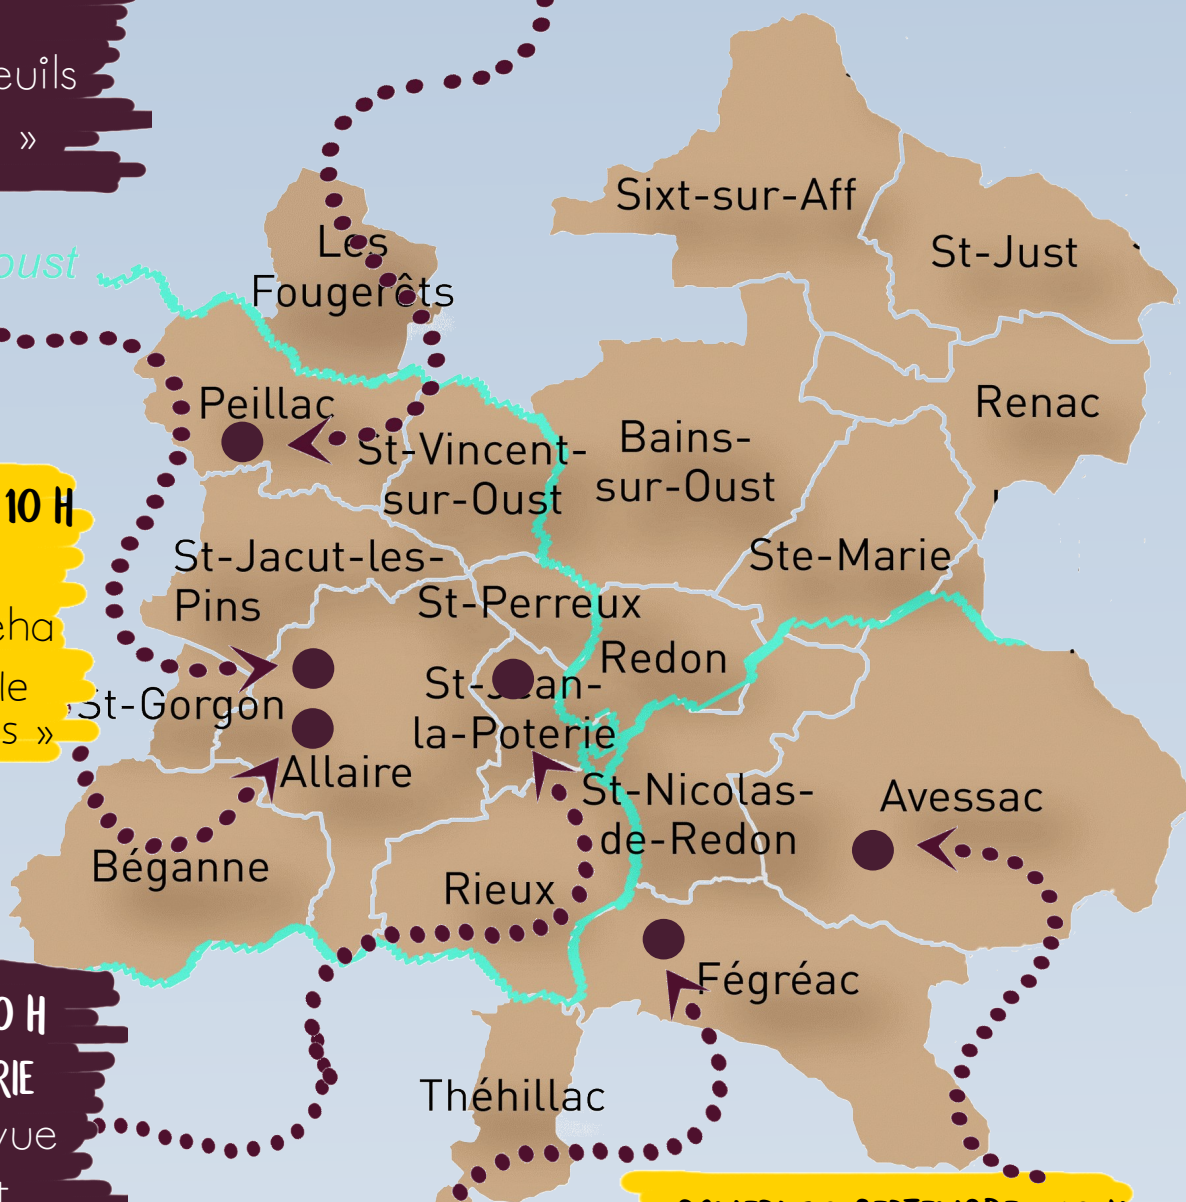 »
Sixt-sur-Aff
St-Just
Les
Fougerêts
Peillac
Renac
St-Vincent-
sur-Oust
Bains-
sur-Oust
10 H
St-Jacut-les-
Pins
Ste-Marie
St-Perreux
Redon
St-Jean-
la-Poterie
St-Gorgon
»
Allaire
St-Nicolas-
de-Redon
Avessac
Béganne
Rieux
Fégréac
H
Théhillac